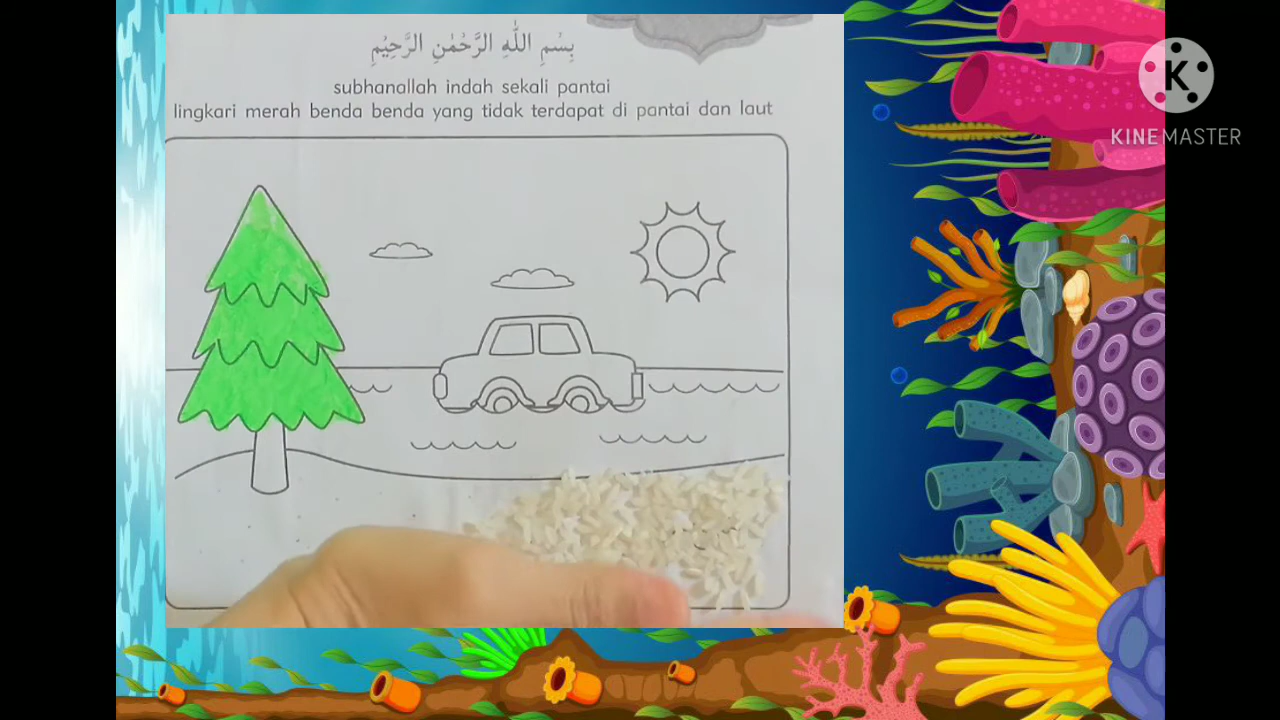 بِسْمِ اللّٰهِ الرَّحْمٰنِ الرَّحِيْمِ
subhanallah indah sekali pantai
lingkari merah benda benda yang tidak terdapat di pantai dan laut
K
KINEMASTER